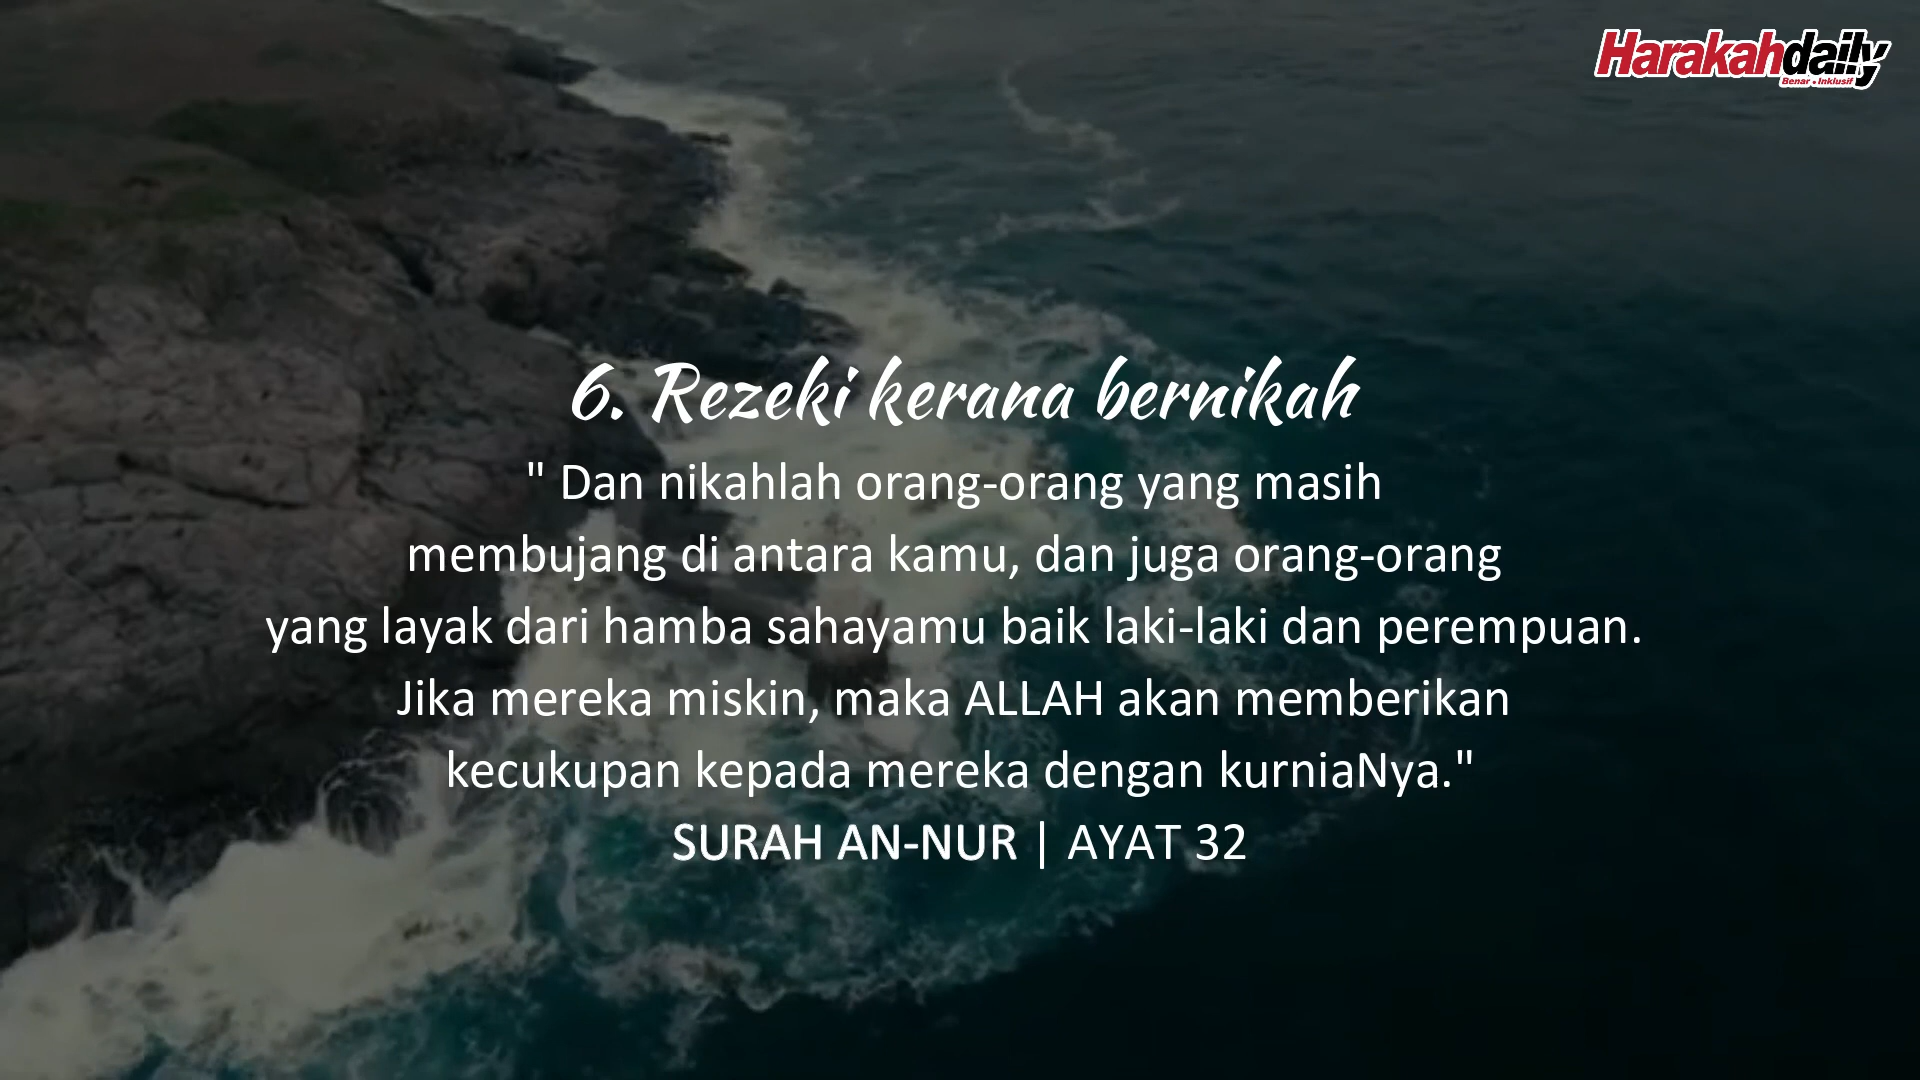 Harakahdaily
Benar • Inklusif
6. Rezeki kerana bernikah
" Dan nikahlah orang-orang yang masih
membujang di antara kamu, dan juga orang-orang
yang layak dari hamba sahayamu baik laki-laki dan perempuan.
Jika mereka miskin, maka ALLAH akan memberikan
kecukupan kepada mereka dengan kurniaNya."
SURAH AN-NUR | AYAT 32